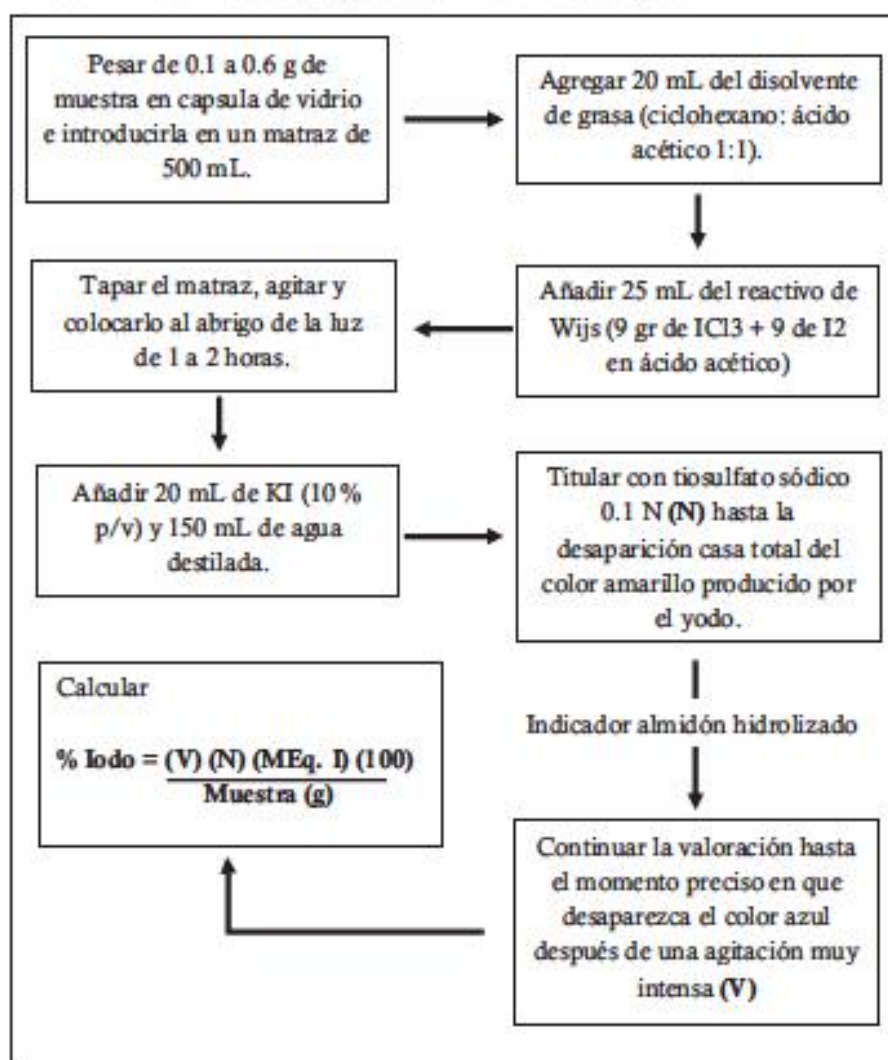 Pesar de 0.1 a 0.6 g de
muestra en capsula de vidrio
e introducirla en un matraz de
500 mL.
Agregar 20 mL del disolvente
de grasa (ciclohexano: ácido
acético 1:1).
Añadir 25 mL del reactivo de
Wijs (9 gr de ICl3 + 9 de I2
en ácido acético)
Tapar el matraz, agitar y
colocarlo al abrigo de la luz
de 1 a 2 horas.
Añadir 20 mL de KI (10 %
p/v) y 150 mL de agua
destilada.
Titular con tiosulfato sódico
0.1 N (N) hasta la
desaparición casa total del
color amarillo producido por
el yodo.
Indicador almidón hidrolizado
Continuar la valoración hasta
el momento preciso en que
desaparezca el color azul
después de una agitación muy
intensa (V)
Calcular
% Iodo = (V) (N) (MEq. I) (100)
Muestra (g)